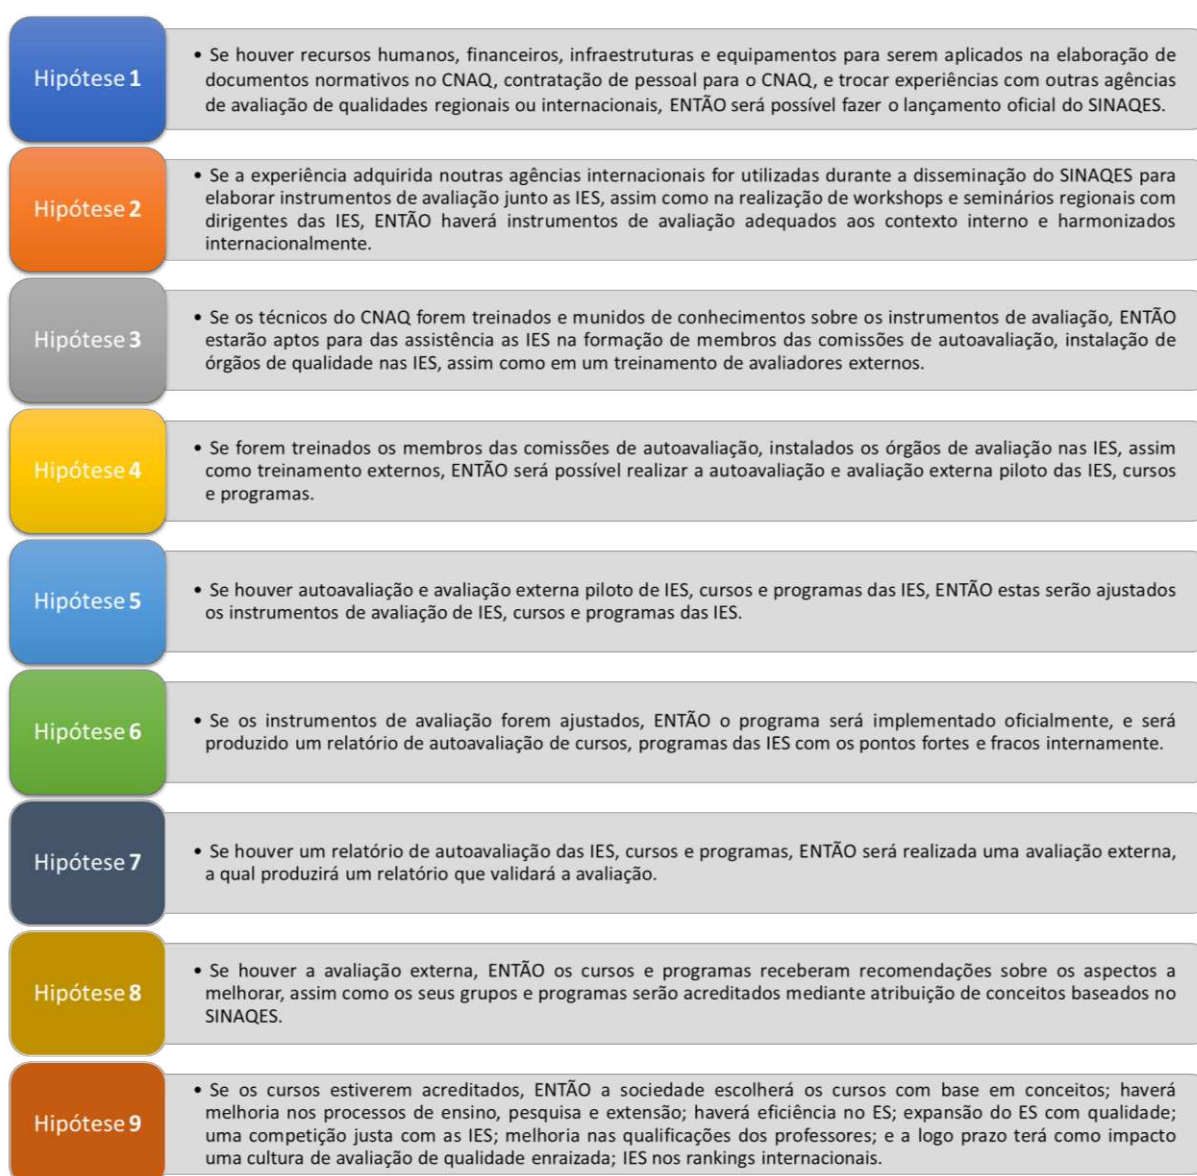 Hipótese 1
• Se houver recursos humanos, financeiros, infraestruturas e equipamentos para serem aplicados na elaboração de
documentos normativos no CNAQ, contratação de pessoal para o CNAQ, e trocar experiências com outras agências
de avaliação de qualidades regionais ou internacionais, ENTÃO será possível fazer o lançamento oficial do SINAQES.
Hipótese 2
• Se a experiência adquirida noutras agências internacionais for utilizadas durante a disseminação do SINAQES para
elaborar instrumentos de avaliação junto as IES, assim como na realização de workshops e seminários regionais com
dirigentes das IES, ENTÃO haverá instrumentos de avaliação adequados aos contexto interno e harmonizados
internacionalmente.
Hipótese 3
• Se os técnicos do CNAQ forem treinados e munidos de conhecimentos sobre os instrumentos de avaliação, ENTÃO
estarão aptos para das assistência as IES na formação de membros das comissões de autoavaliação, instalação de
órgãos de qualidade nas IES, assim como em um treinamento de avaliadores externos.
Hipótese 4
• Se forem treinados os membros das comissões de autoavaliação, instalados os órgãos de avaliação nas IES, assim
como treinamento externos, ENTÃO será possível realizar a autoavaliação e avaliação externa piloto das IES, cursos
e programas.
Hipótese 5
• Se houver autoavaliação e avaliação externa piloto de IES, cursos e programas das IES, ENTÃO estas serão ajustados
os instrumentos de avaliação de IES, cursos e programas das IES.
Hipótese 6
• Se os instrumentos de avaliação forem ajustados, ENTÃO o programa será implementado oficialmente, e será
produzido um relatório de autoavaliação de cursos, programas das IES com os pontos fortes e fracos internamente.
Hipótese 7
• Se houver um relatório de autoavaliação das IES, cursos e programas, ENTÃO será realizada uma avaliação externa,
a qual produzirá um relatório que validará a avaliação.
Hipótese 8
• Se houver a avaliação externa, ENTÃO os cursos e programas receberam recomendações sobre os aspectos a
melhorar, assim como os seus grupos e programas serão acreditados mediante atribuição de conceitos baseados no
SINAQES.
Hipótese 9
• Se os cursos estiverem acreditados, ENTÃO a sociedade escolherá os cursos com base em conceitos; haverá
melhoria nos processos de ensino, pesquisa e extensão; haverá eficiência no ES; expansão do ES com qualidade;
uma competição justa com as IES; melhoria nas qualificações dos professores; e a logo prazo terá como impacto
uma cultura de avaliação de qualidade enraizada; IES nos rankings internacionais.